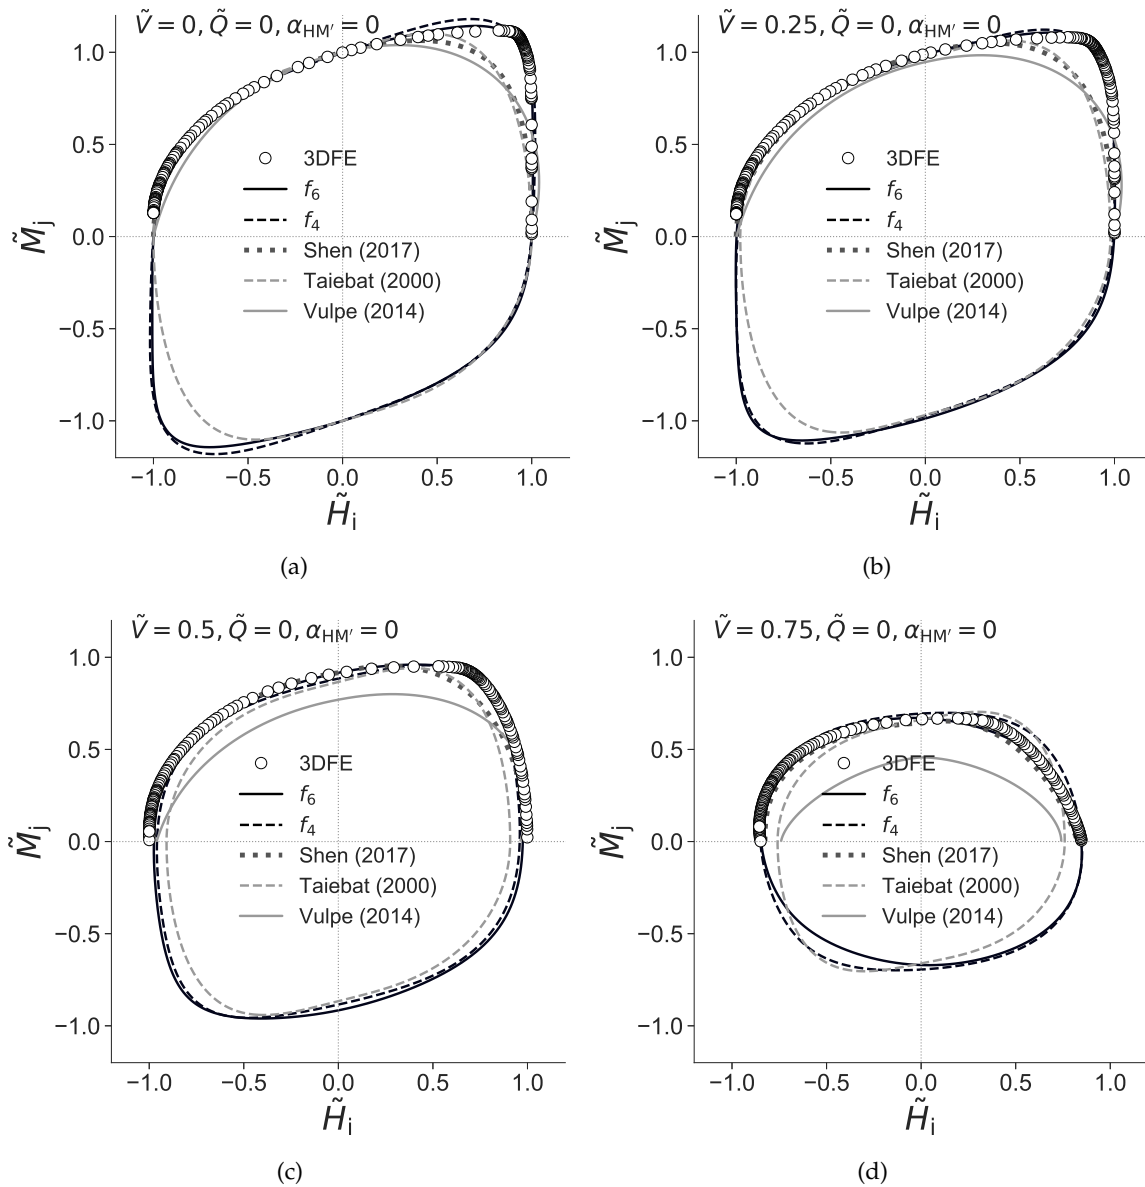 Ṽ = 0, Q̃ = 0, α_HM′ = 0
1.0
0.5
0.0
−0.5
−1.0
M̃_j
3DFE
f_6
f_4
Shen (2017)
Taiebat (2000)
Vulpe (2014)
−1.0 −0.5 0.0 0.5 1.0
H̃_i
(a)
Ṽ = 0.25, Q̃ = 0, α_HM′ = 0
1.0
0.5
0.0
−0.5
−1.0
M̃_j
3DFE
f_6
f_4
Shen (2017)
Taiebat (2000)
Vulpe (2014)
−1.0 −0.5 0.0 0.5 1.0
H̃_i
(b)
Ṽ = 0.5, Q̃ = 0, α_HM′ = 0
1.0
0.5
0.0
−0.5
−1.0
M̃_j
3DFE
f_6
f_4
Shen (2017)
Taiebat (2000)
Vulpe (2014)
−1.0 −0.5 0.0 0.5 1.0
H̃_i
(c)
Ṽ = 0.75, Q̃ = 0, α_HM′ = 0
1.0
0.5
0.0
−0.5
−1.0
M̃_j
3DFE
f_6
f_4
Shen (2017)
Taiebat (2000)
Vulpe (2014)
−1.0 −0.5 0.0 0.5 1.0
H̃_i
(d)